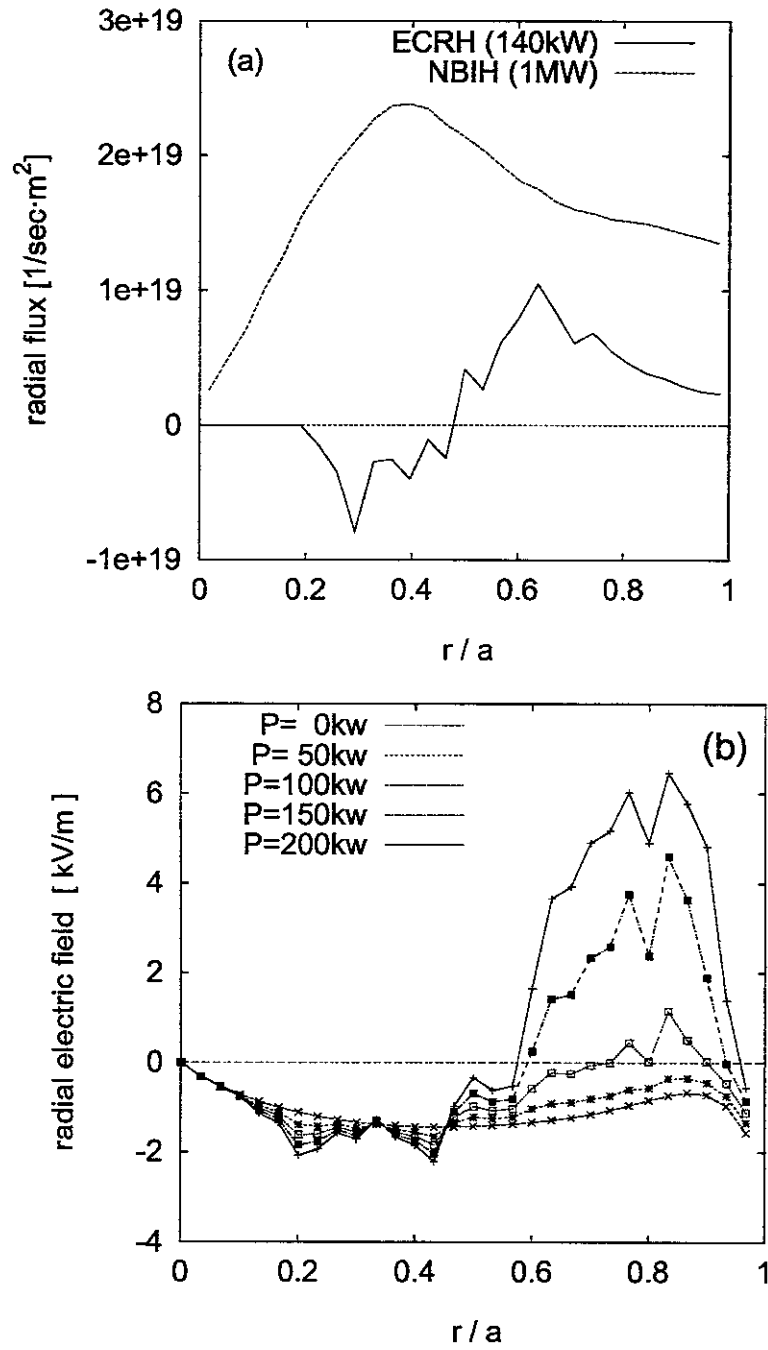 3e+19
(a)
ECRH (140kW)
NBIH (1MW)
2e+19
1e+19
0
-1e+19
radial flux [1/sec·m²]
0 0.2 0.4 0.6 0.8 1
r / a
8
(b)
P=  0kw
P= 50kw
P=100kw
P=150kw
P=200kw
6
4
2
0
-2
-4
radial electric field [ kV/m ]
0 0.2 0.4 0.6 0.8 1
r / a